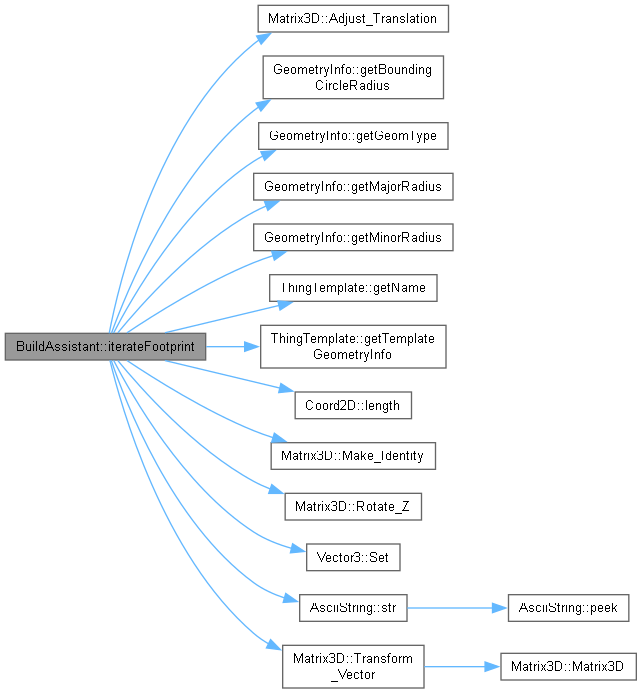 Matrix3D::Adjust_Translation
GeometryInfo::getBounding
CircleRadius
GeometryInfo::getGeomType
GeometryInfo::getMajorRadius
GeometryInfo::getMinorRadius
ThingTemplate::getName
BuildAssistant::iterateFootprint
ThingTemplate::getTemplate
GeometryInfo
Coord2D::length
Matrix3D::Make_Identity
Matrix3D::Rotate_Z
Vector3::Set
AsciiString::str
AsciiString::peek
Matrix3D::Transform
_Vector
Matrix3D::Matrix3D